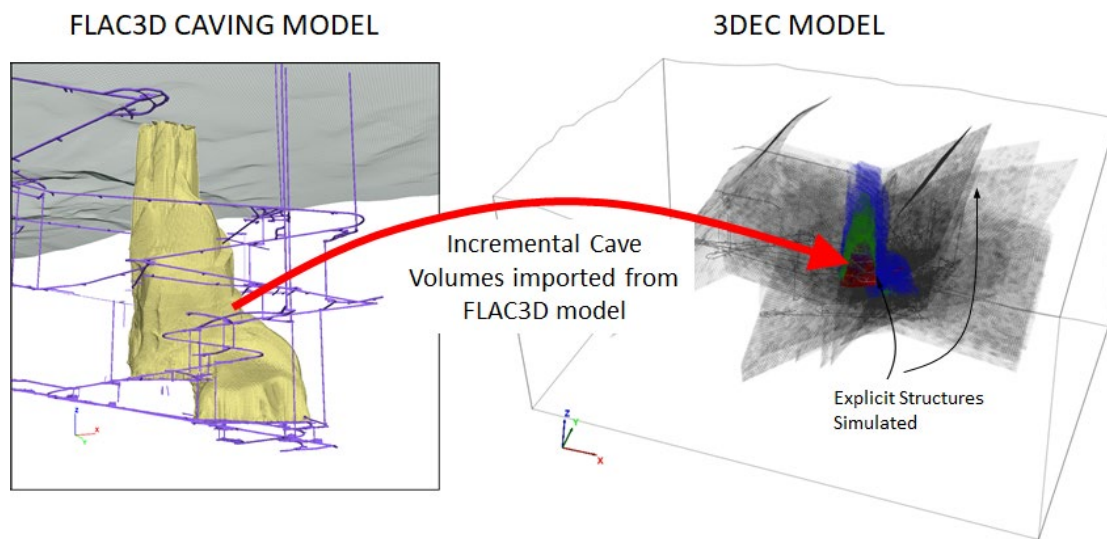 FLAC3D CAVING MODEL
3DEC MODEL
Incremental Cave
Volumes imported from
FLAC3D model
Explicit Structures
Simulated
Z
X
Y
Z
Y
X